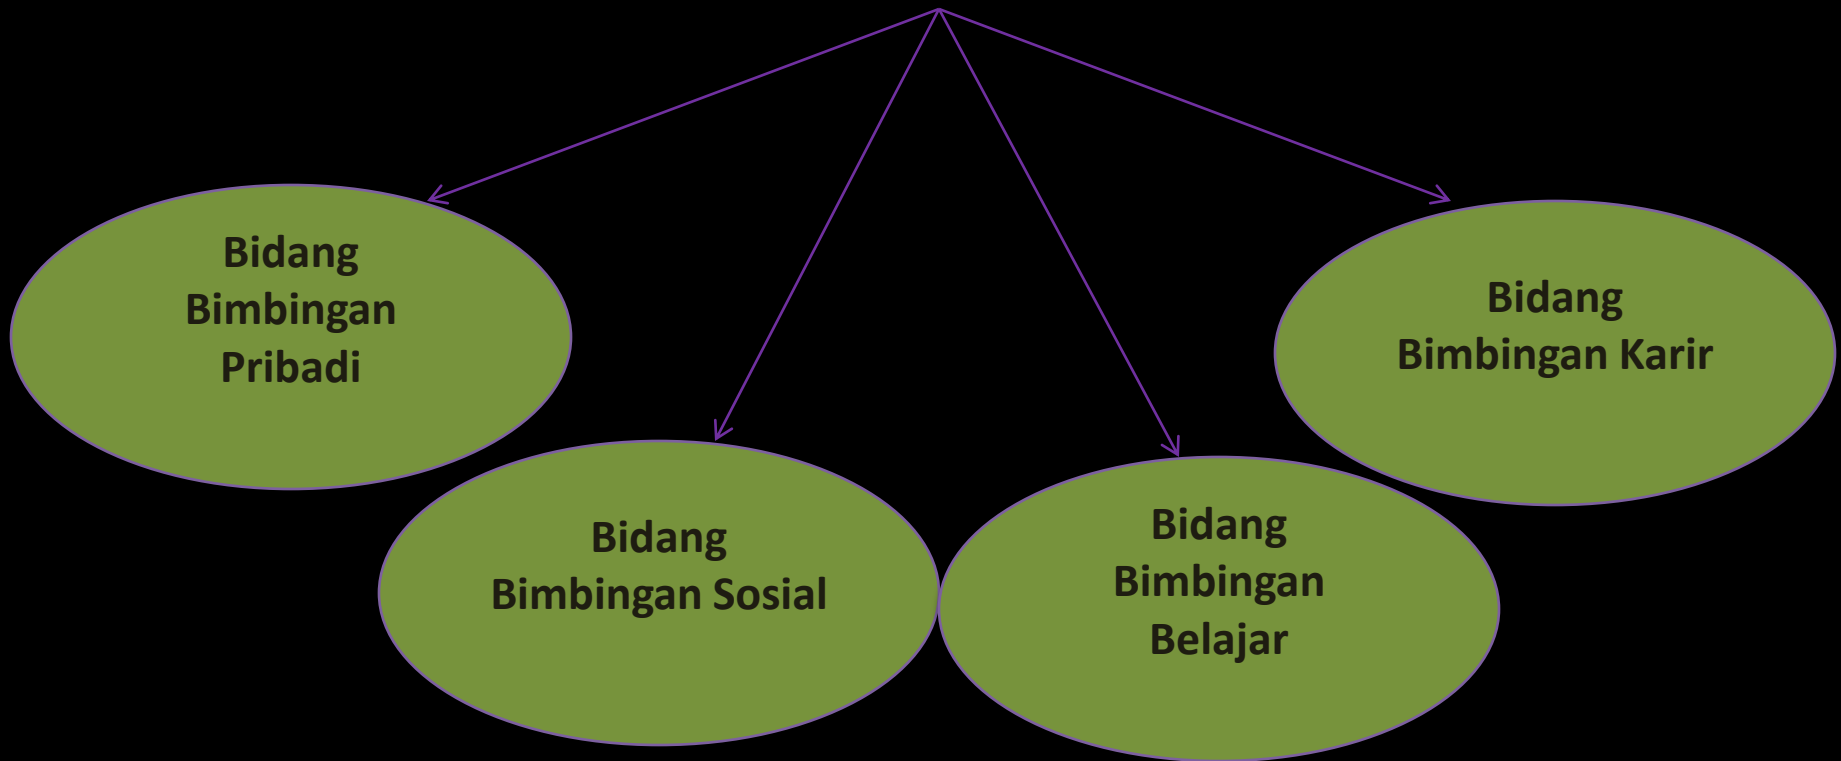 Bidang
Bimbingan
Pribadi
Bidang
Bimbingan Sosial
Bidang
Bimbingan
Belajar
Bidang
Bimbingan Karir